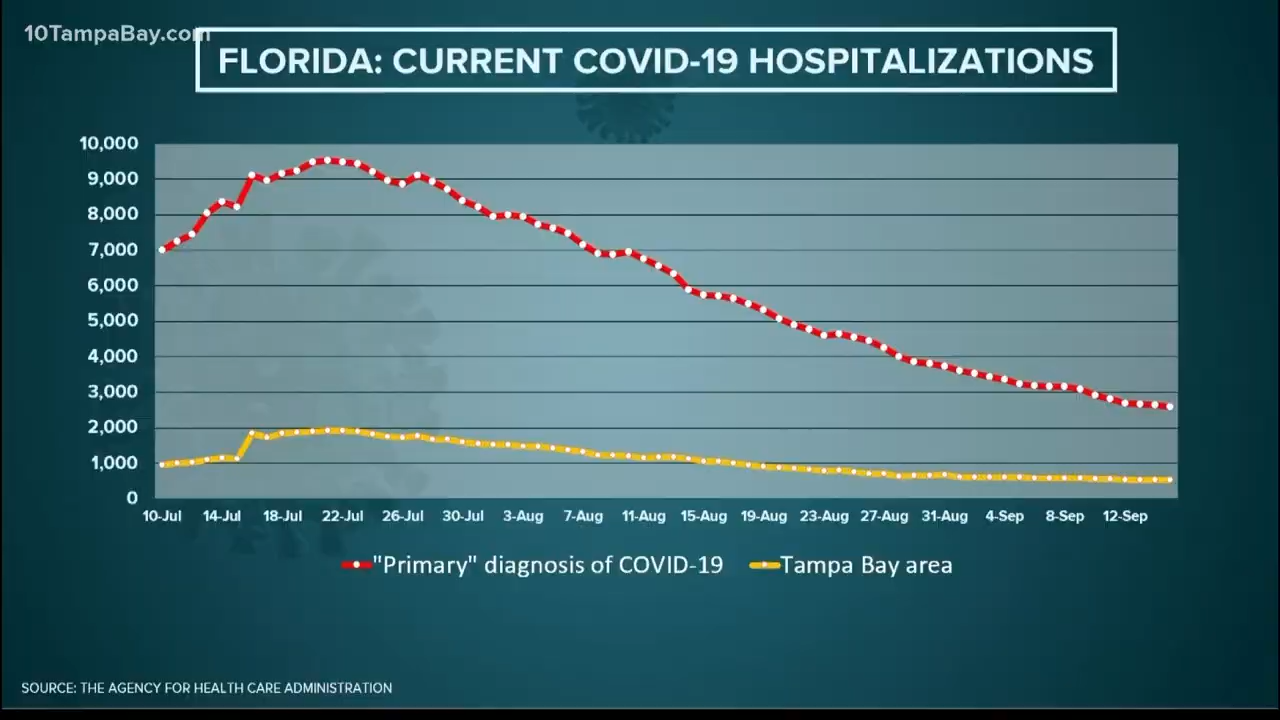 10TampaBay.com
FLORIDA: CURRENT COVID-19 HOSPITALIZATIONS
10,000
9,000
8,000
7,000
6,000
5,000
4,000
3,000
2,000
1,000
0
10-Jul 14-Jul 18-Jul 22-Jul 26-Jul 30-Jul 3-Aug 7-Aug 11-Aug 15-Aug 19-Aug 23-Aug 27-Aug 31-Aug 4-Sep 8-Sep 12-Sep
"Primary" diagnosis of COVID-19 Tampa Bay area
SOURCE: THE AGENCY FOR HEALTH CARE ADMINISTRATION